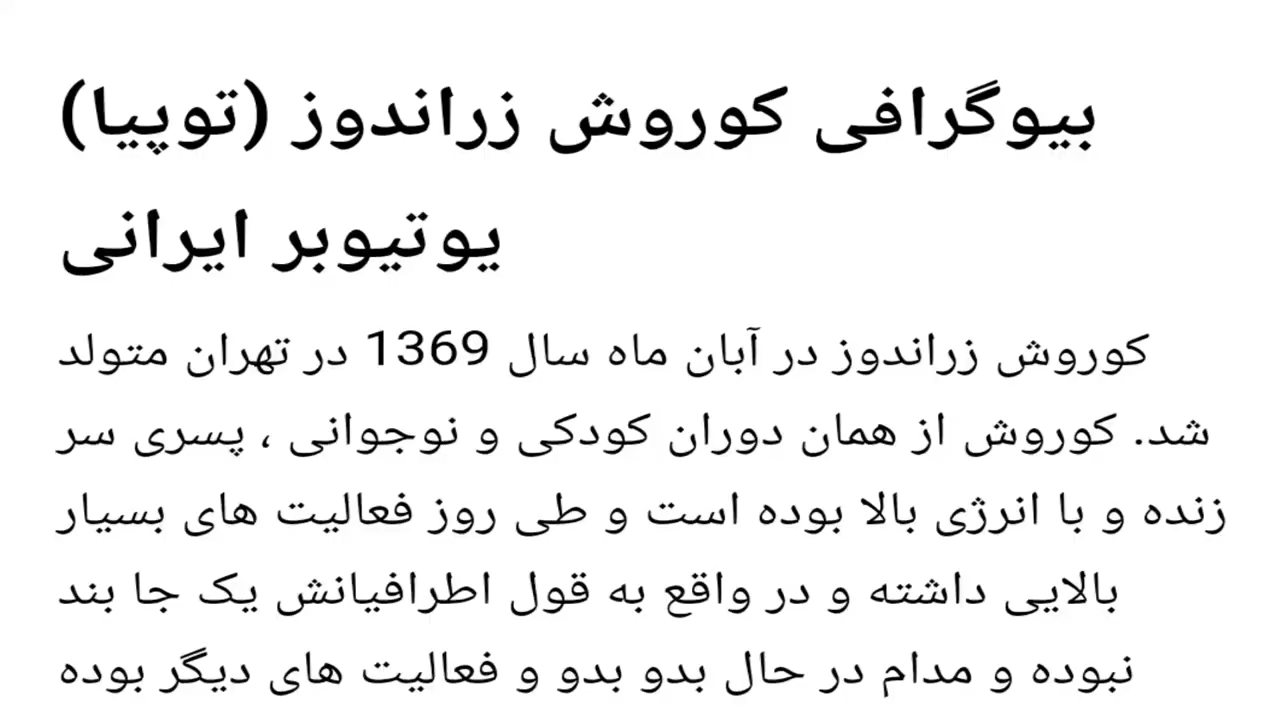 بیوگرافی کوروش زراندوز (توپیا)
یوتیوبر ایرانی
کوروش زراندوز در آبان ماه سال 1369 در تهران متولد
شد. کوروش از همان دوران کودکی و نوجوانی ، پسری سر
زنده و با انرژی بالا بوده است و طی روز فعالیت های بسیار
بالایی داشته و در واقع به قول اطرافیانش یک جا بند
نبوده و مدام در حال بدو بدو و فعالیت های دیگر بوده